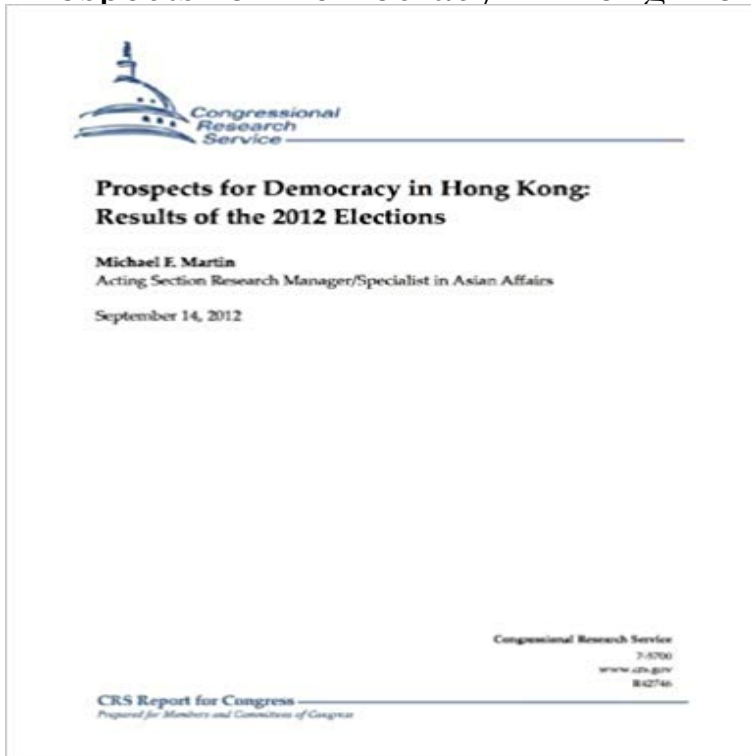 Congressional
Research
Service
Prospects for Democracy in Hong Kong:
Results of the 2012 Elections
Michael F. Martin
Acting Section Research Manager/Specialist in Asian Affairs
September 14, 2012
Congressional Research Service
7-5700
www.crs.gov
R42746
CRS Report for Congress
Prepared for Members and Committees of Congress